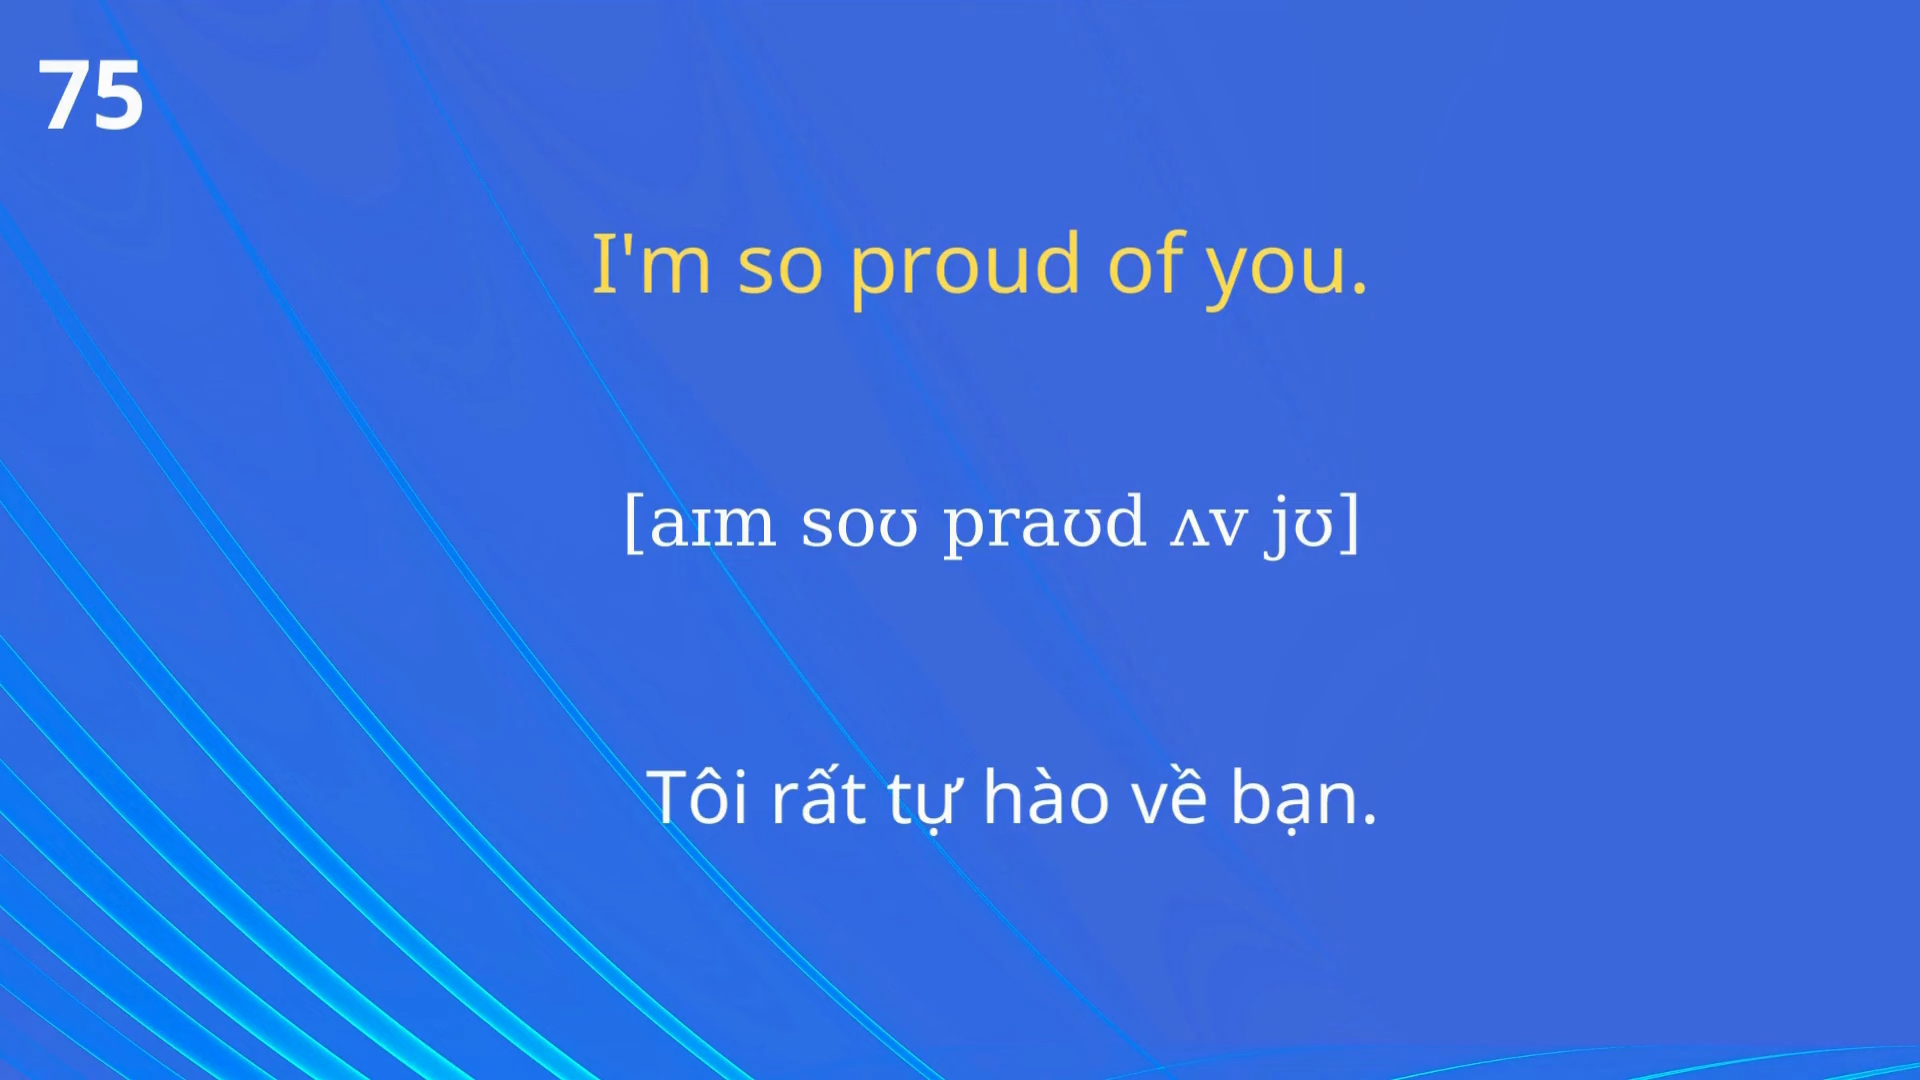 75
I'm so proud of you.
[aɪm soʊ praʊd ʌv jʊ]
Tôi rất tự hào về bạn.